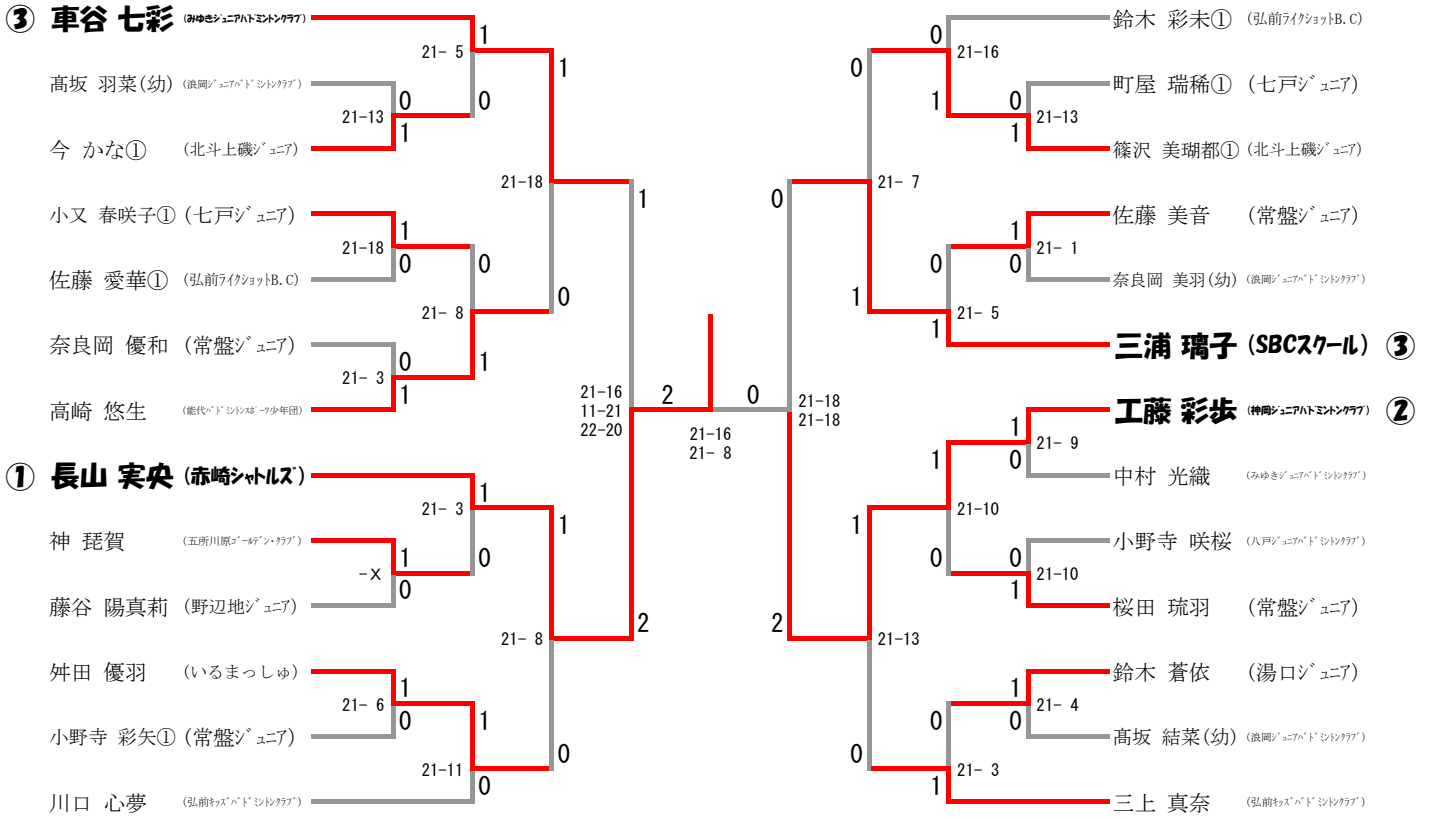 ③ 車谷 七彩 (みゆきジュニアバドミントンクラブ)
1
21- 5
1
髙坂 羽菜(幼) (浪岡ジュニアバドミントンクラブ)
0
0
21-13
1
今 かな① (北斗上磯ジュニア)
21-18
1
小又 春咲子① (七戸ジュニア)
1
21-18
0
0
佐藤 愛華① (弘前ライクショットB.C)
0
21- 8
奈良岡 優和 (常盤ジュニア)
0
1
21- 3
1
高崎 悠生 (能代バドミントンスポーツ少年団)
21-16
11-21
22-20
2
① 長山 実央 (赤崎シャトルズ)
1
21- 3
1
神 琵賀 (五所川原ゴールデン・クラブ)
1
0
-X
0
藤谷 陽真莉 (野辺地ジュニア)
2
21- 8
舛田 優羽 (いるまっしゅ)
1
21- 6
0
1
小野寺 彩矢① (常盤ジュニア)
0
21-11
0
川口 心夢 (弘前キッズバドミントンクラブ)
21-16
21- 8
0
鈴木 彩未① (弘前ライクショットB.C)
0
21-16
0
町屋 瑞稀① (七戸ジュニア)
0
1
21-13
1
篠沢 美瑚都① (北斗上磯ジュニア)
21- 7
0
佐藤 美音 (常盤ジュニア)
1
21- 1
0
0
奈良岡 美羽(幼) (浪岡ジュニアバドミントンクラブ)
1
21- 5
1
三浦 璃子 (SBCスクール) ③
21-18
21-18
工藤 彩歩 (神岡ジュニアバドミントンクラブ) ②
1
21- 9
0
1
中村 光織 (みゆきジュニアバドミントンクラブ)
21-10
1
小野寺 咲桜 (八戸ジュニアバドミントンクラブ)
0
0
21-10
1
桜田 琉羽 (常盤ジュニア)
2
21-13
鈴木 蒼依 (湯口ジュニア)
1
21- 4
0
0
髙坂 結菜(幼) (浪岡ジュニアバドミントンクラブ)
0
21- 3
1
三上 真奈 (弘前キッズバドミントンクラブ)